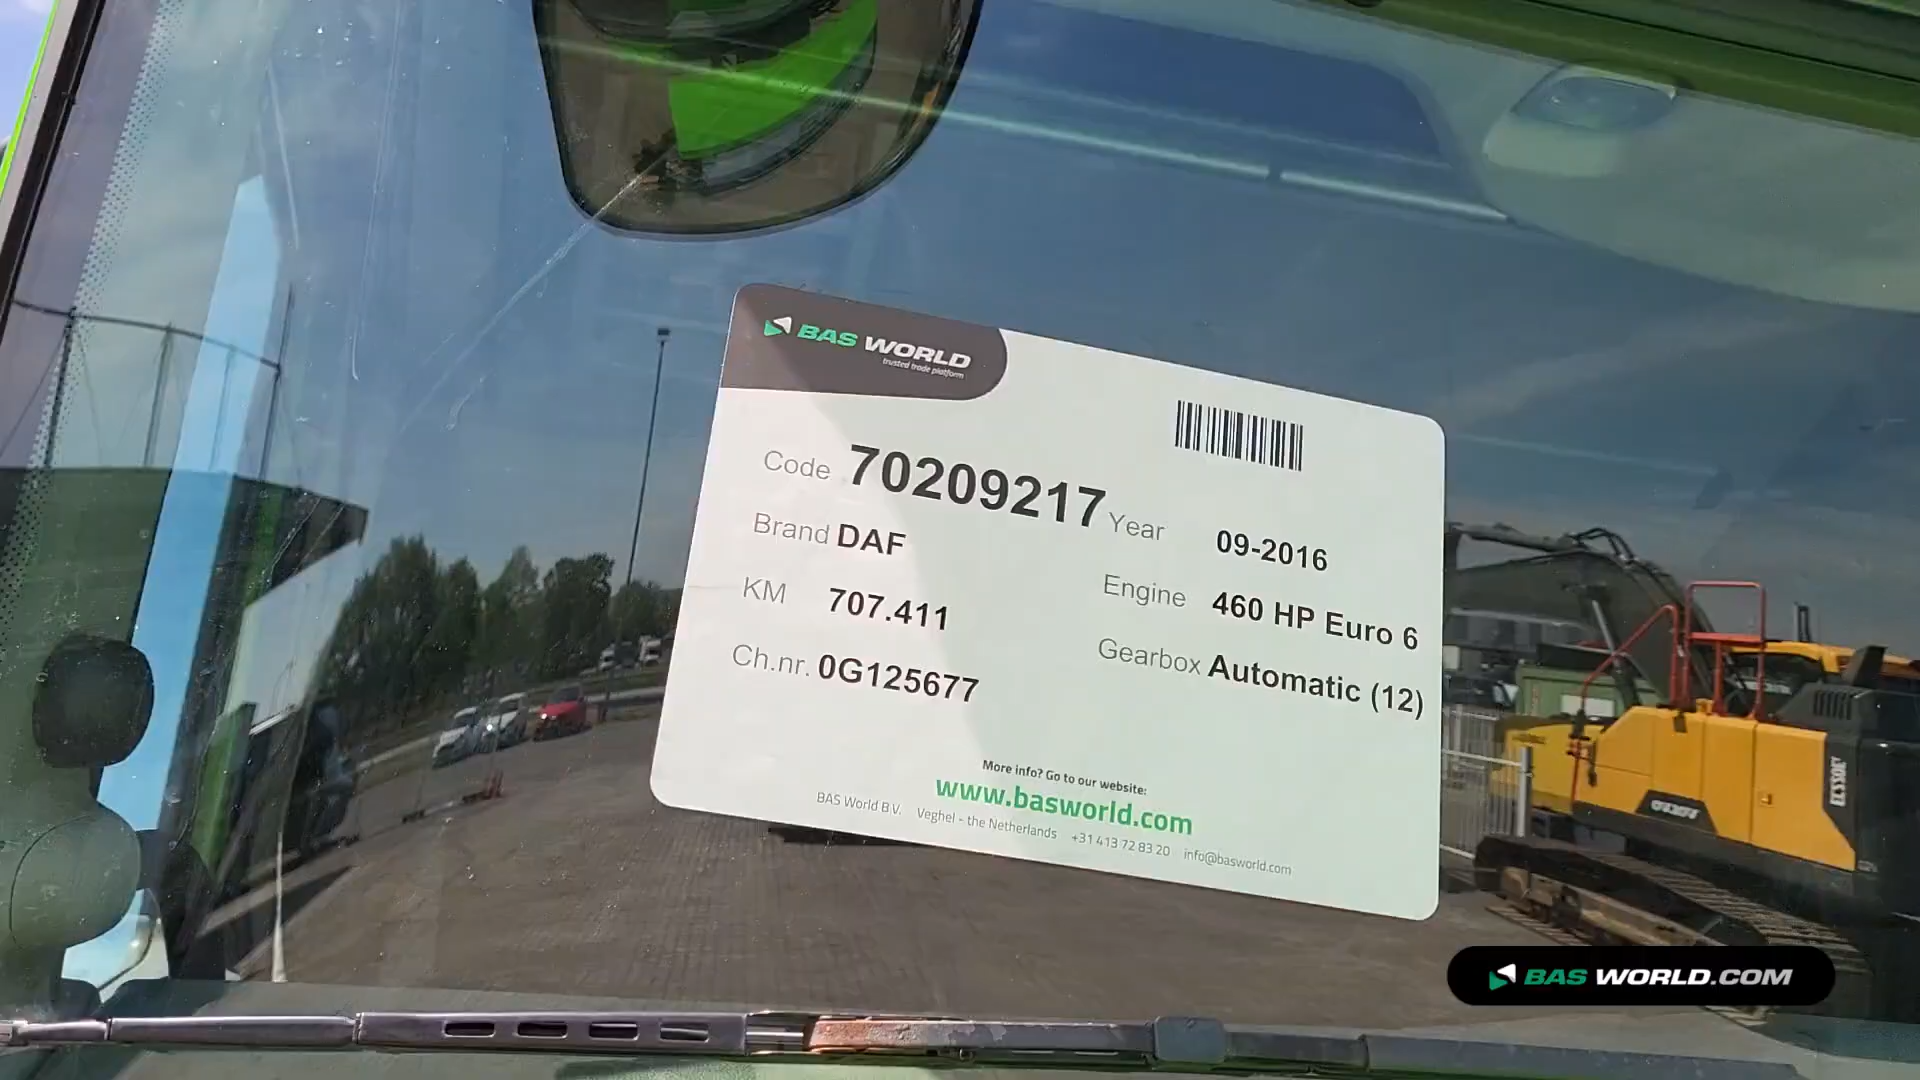 BAS WORLD
trusted trade platform
Code 70209217
Year 09-2016
Brand DAF
Engine 460 HP Euro 6
KM 707.411
Gearbox Automatic (12)
Ch.nr. 0G125677
More info? Go to our website:
www.basworld.com
BAS World B.V. Veghel - the Netherlands +31 413 72 83 20 info@basworld.com
BAS WORLD.COM